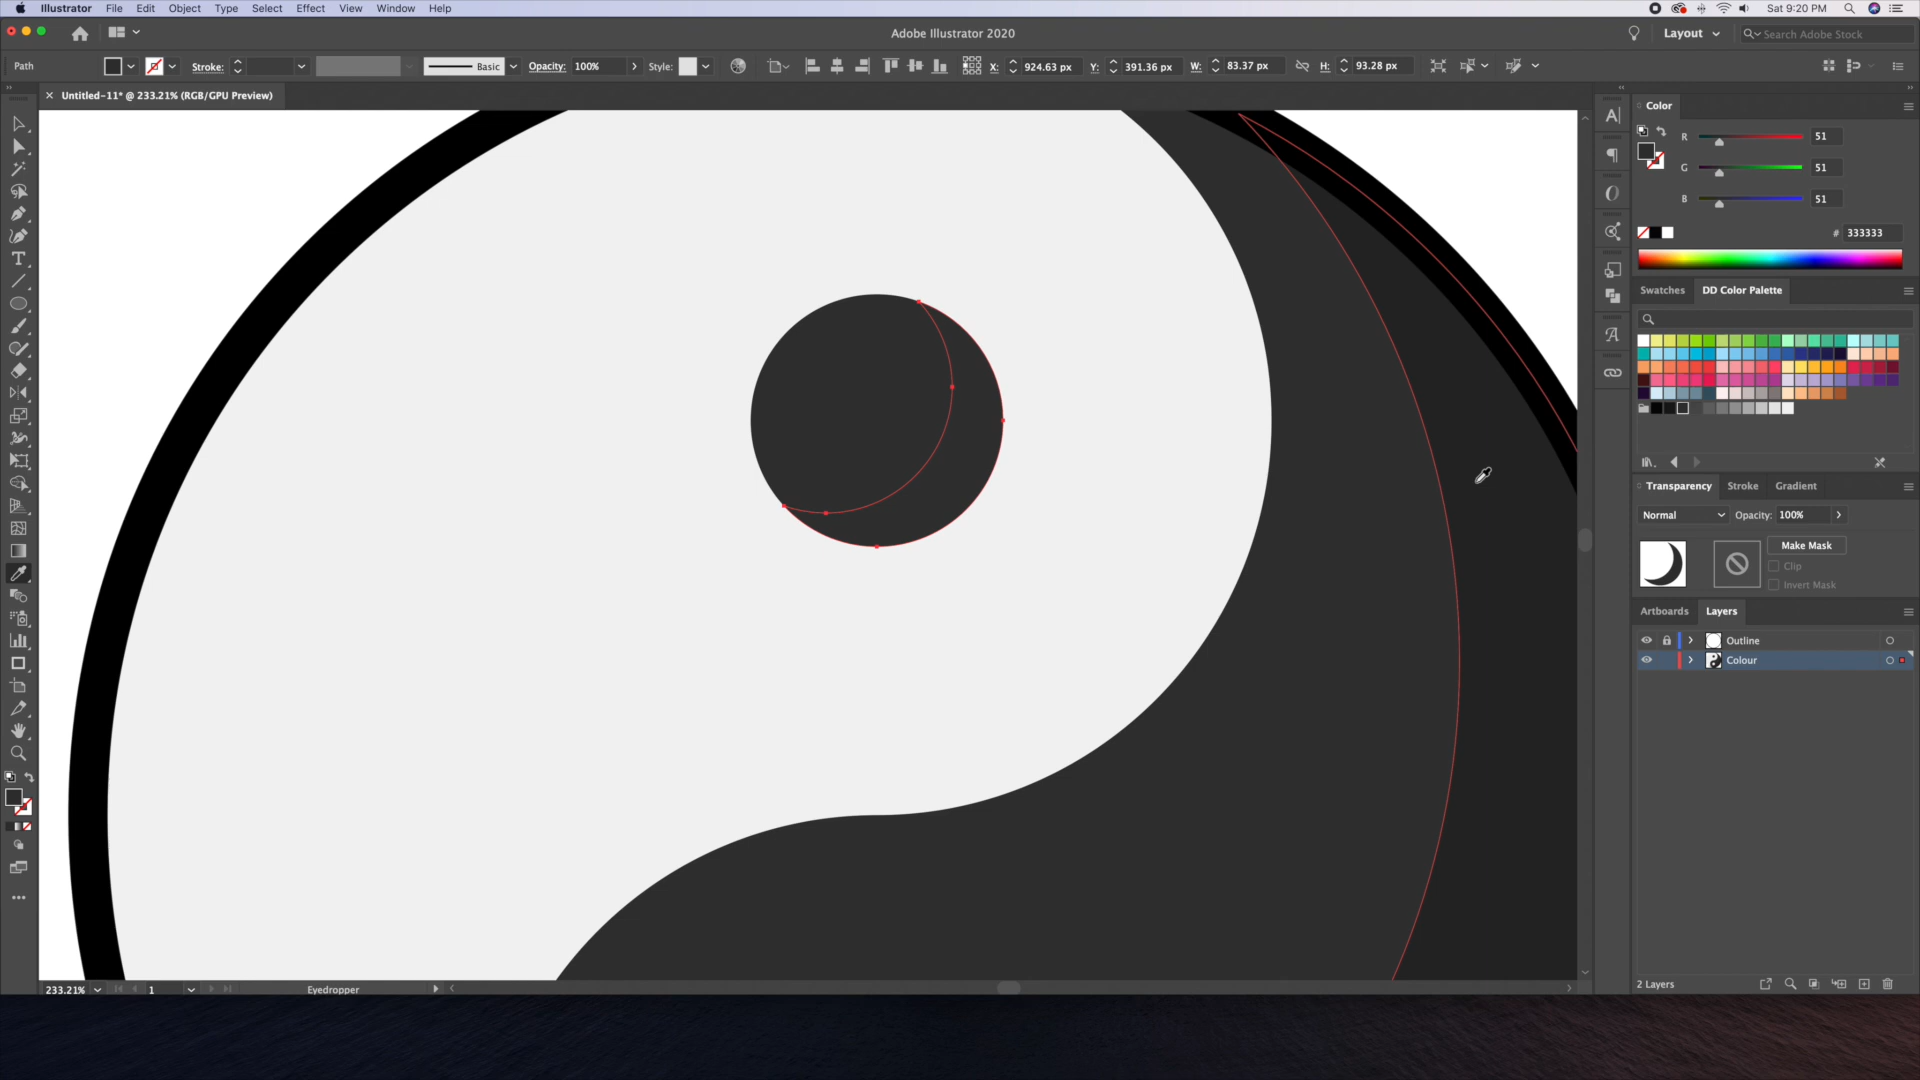 Illustrator File Edit Object Type Select Effect View Window Help Sat 9:20 PM
Adobe Illustrator 2020 Layout Search Adobe Stock
Path Stroke: Basic Opacity: 100% Style: X: 924.63 px Y: 391.36 px W: 83.37 px H: 93.28 px
Untitled-11* @ 233.21% (RGB/GPU Preview)
Color
R 51
G 51
B 51
# 333333
Swatches DD Color Palette
Transparency Stroke Gradient
Normal Opacity: 100%
Make Mask
Clip
Invert Mask
Artboards Layers
Outline
Colour
2 Layers
233.21% 1 Eyedropper